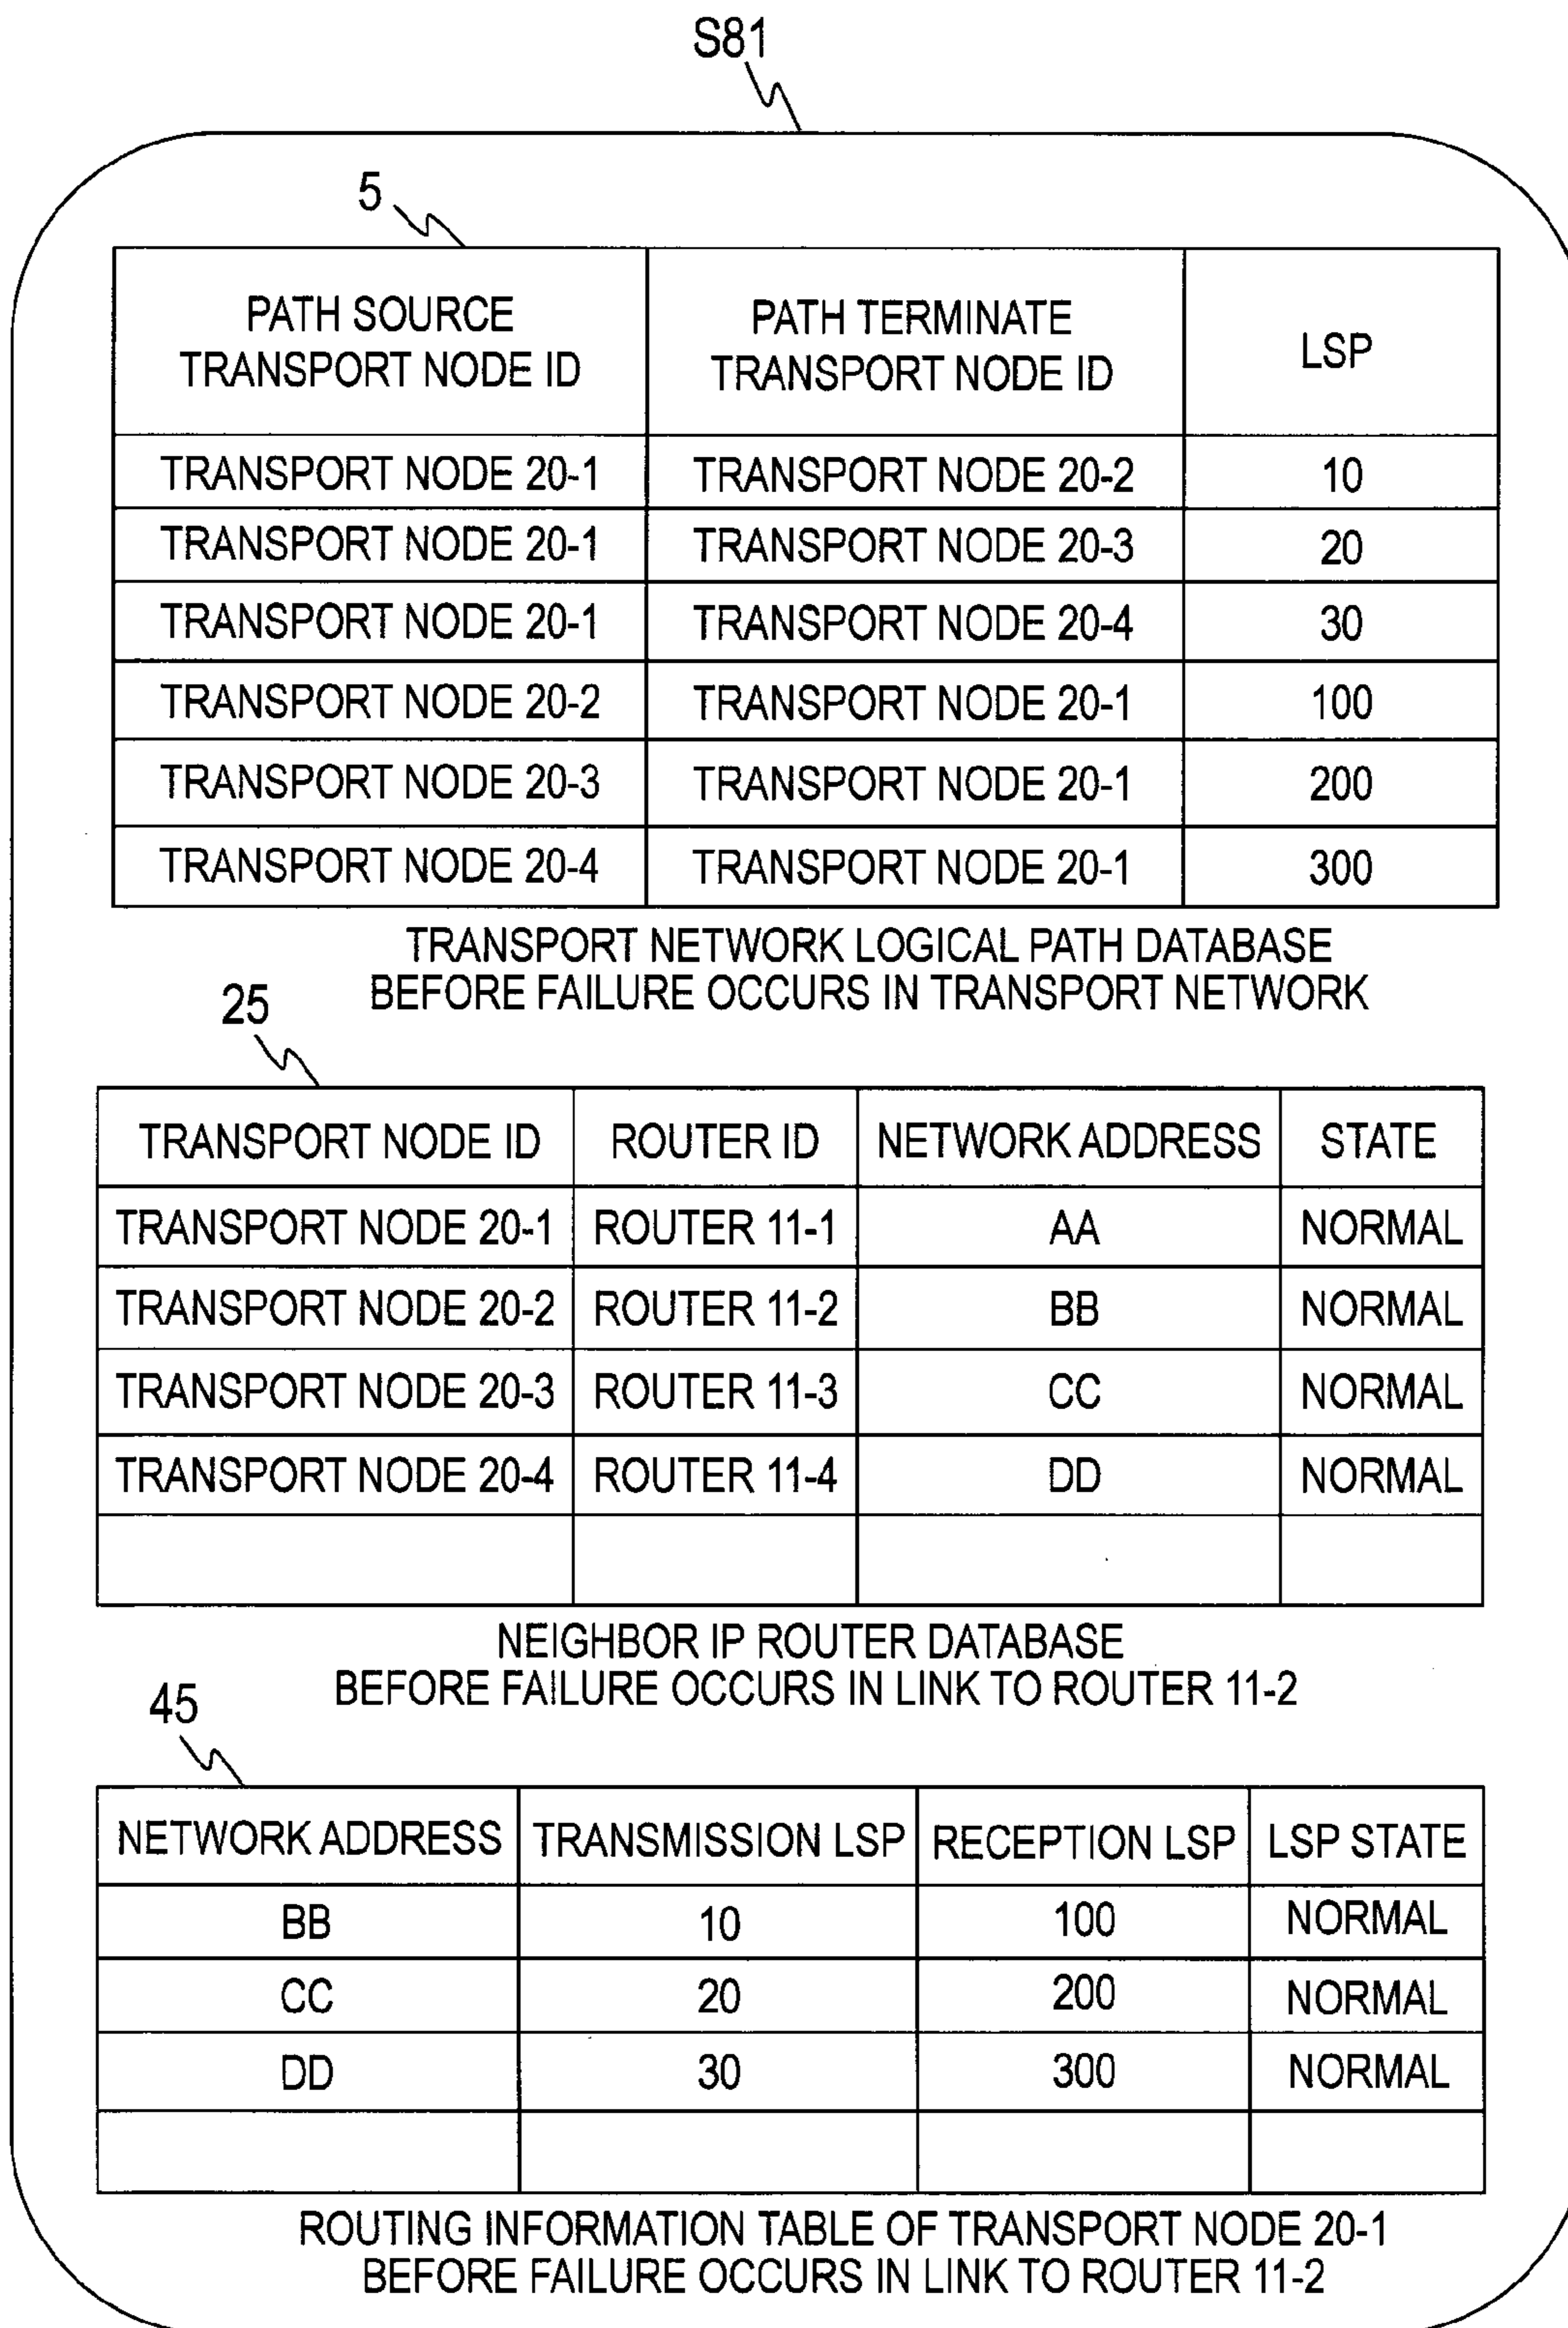 S81
5
PATH SOURCE TRANSPORT NODE ID | PATH TERMINATE TRANSPORT NODE ID | LSP
TRANSPORT NODE 20-1 | TRANSPORT NODE 20-2 | 10
TRANSPORT NODE 20-1 | TRANSPORT NODE 20-3 | 20
TRANSPORT NODE 20-1 | TRANSPORT NODE 20-4 | 30
TRANSPORT NODE 20-2 | TRANSPORT NODE 20-1 | 100
TRANSPORT NODE 20-3 | TRANSPORT NODE 20-1 | 200
TRANSPORT NODE 20-4 | TRANSPORT NODE 20-1 | 300
TRANSPORT NETWORK LOGICAL PATH DATABASE
BEFORE FAILURE OCCURS IN TRANSPORT NETWORK
25
TRANSPORT NODE ID | ROUTER ID | NETWORK ADDRESS | STATE
TRANSPORT NODE 20-1 | ROUTER 11-1 | AA | NORMAL
TRANSPORT NODE 20-2 | ROUTER 11-2 | BB | NORMAL
TRANSPORT NODE 20-3 | ROUTER 11-3 | CC | NORMAL
TRANSPORT NODE 20-4 | ROUTER 11-4 | DD | NORMAL
NEIGHBOR IP ROUTER DATABASE
BEFORE FAILURE OCCURS IN LINK TO ROUTER 11-2
45
NETWORK ADDRESS | TRANSMISSION LSP | RECEPTION LSP | LSP STATE
BB | 10 | 100 | NORMAL
CC | 20 | 200 | NORMAL
DD | 30 | 300 | NORMAL
ROUTING INFORMATION TABLE OF TRANSPORT NODE 20-1
BEFORE FAILURE OCCURS IN LINK TO ROUTER 11-2